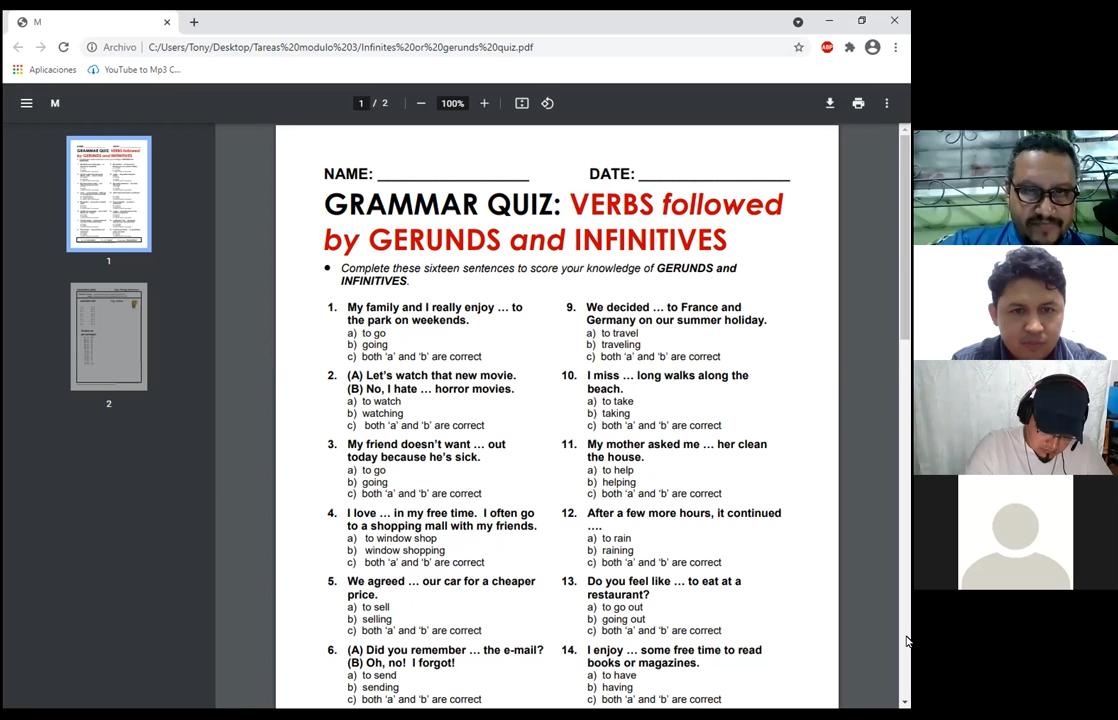 M
Archivo
C:/Users/Tony/Desktop/Tareas%20modulo%203/Infinites%20or%20gerunds%20quiz.pdf
ABP
Aplicaciones
YouTube to Mp3 C...
M
1 / 2
100%
1
2
NAME: ____________ DATE: ____________
GRAMMAR QUIZ: VERBS followed
by GERUNDS and INFINITIVES
• Complete these sixteen sentences to score your knowledge of GERUNDS and
INFINITIVES.
1. My family and I really enjoy … to
the park on weekends.
a) to go
b) going
c) both 'a' and 'b' are correct
2. (A) Let's watch that new movie.
(B) No, I hate … horror movies.
a) to watch
b) watching
c) both 'a' and 'b' are correct
3. My friend doesn't want … out
today because he's sick.
a) to go
b) going
c) both 'a' and 'b' are correct
4. I love … in my free time. I often go
to a shopping mall with my friends.
a) to window shop
b) window shopping
c) both 'a' and 'b' are correct
5. We agreed … our car for a cheaper
price.
a) to sell
b) selling
c) both 'a' and 'b' are correct
6. (A) Did you remember … the e-mail?
(B) Oh, no! I forgot!
a) to send
b) sending
c) both 'a' and 'b' are correct
9. We decided … to France and
Germany on our summer holiday.
a) to travel
b) traveling
c) both 'a' and 'b' are correct
10. I miss … long walks along the
beach.
a) to take
b) taking
c) both 'a' and 'b' are correct
11. My mother asked me … her clean
the house.
a) to help
b) helping
c) both 'a' and 'b' are correct
12. After a few more hours, it continued
….
a) to rain
b) raining
c) both 'a' and 'b' are correct
13. Do you feel like … to eat at a
restaurant?
a) to go out
b) going out
c) both 'a' and 'b' are correct
14. I enjoy … some free time to read
books or magazines.
a) to have
b) having
c) both 'a' and 'b' are correct